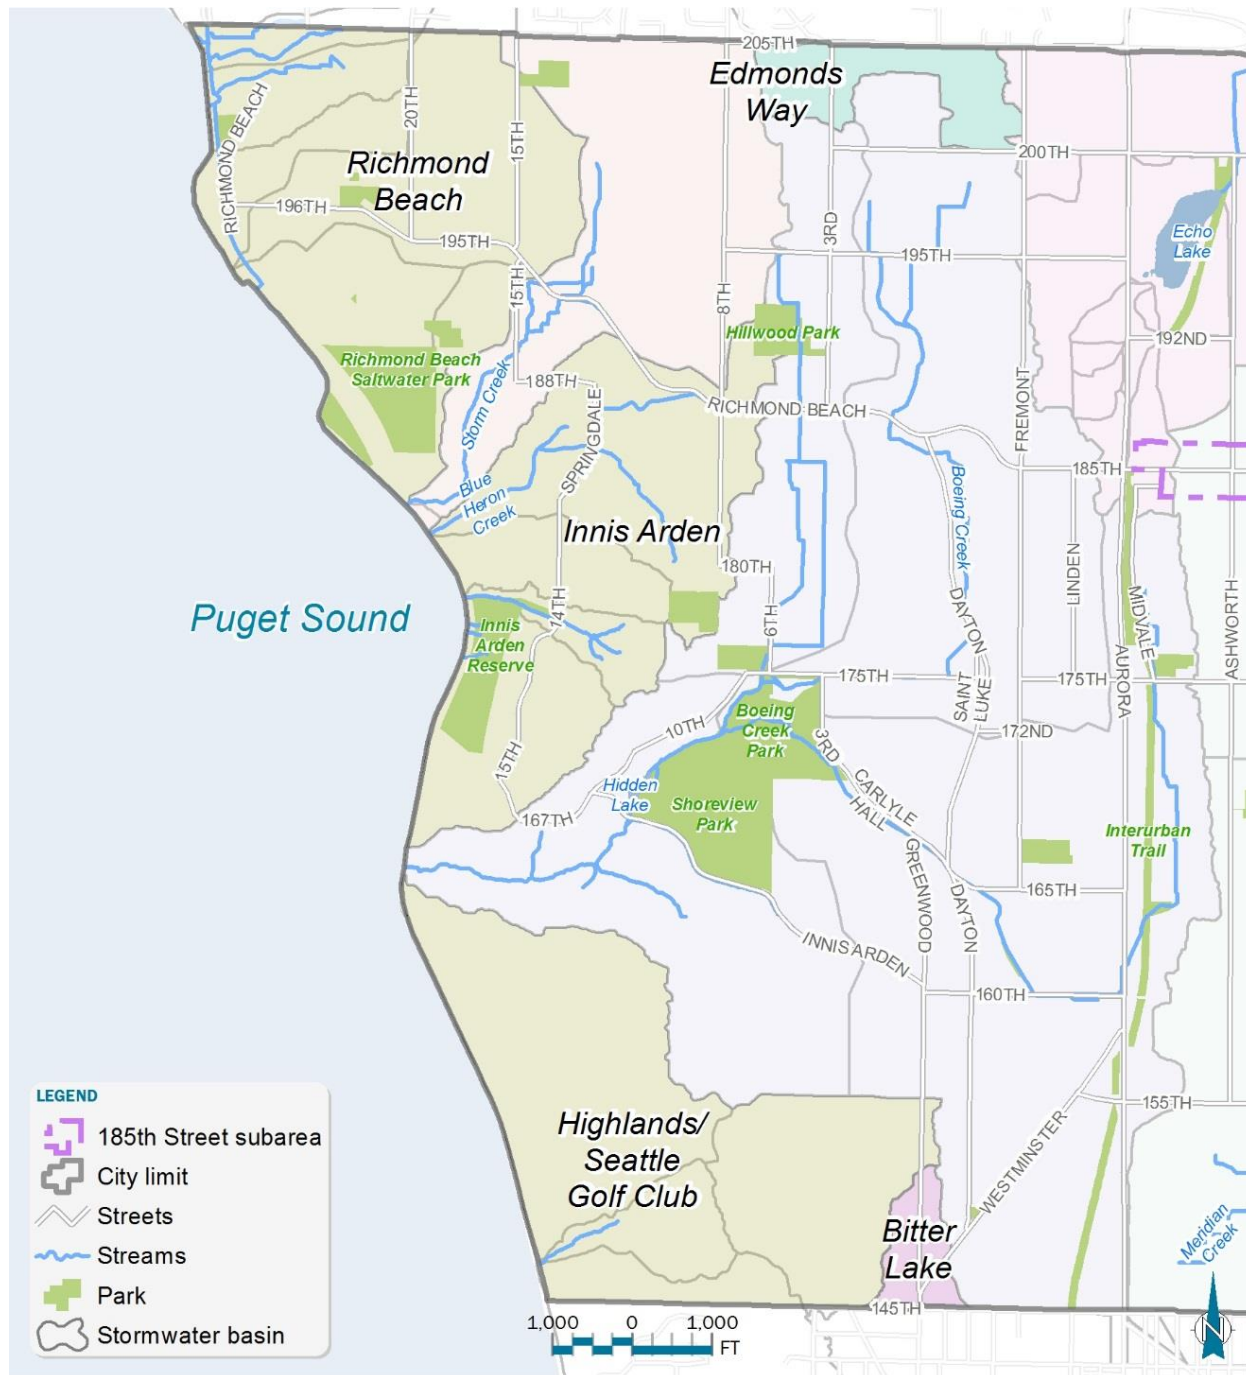 205TH
Edmonds
Way
RICHMOND BEACH
20TH
15TH
Richmond
Beach
200TH
196TH
195TH
3RD
195TH
Echo
Lake
15TH
8TH
Hillwood Park
192ND
Richmond Beach
Saltwater Park
188TH
Storm Creek
SPRINGDALE
RICHMOND BEACH
FREMONT
185TH
Blue
Heron
Creek
Boeing Creek
Innis Arden
180TH
LINDEN
Puget Sound
14TH
6TH
DAYTON
MIDVALE
ASHWORTH
Innis
Arden
Reserve
175TH
SAINT
LUKE
175TH
AURORA
10TH
Boeing
Creek
Park
3RD
172ND
15TH
Hidden
Lake
Shoreview
Park
CARLYLE
HALL
167TH
Interurban
Trail
GREENWOOD
DAYTON
165TH
INNIS ARDEN
160TH
155TH
WESTMINSTER
Highlands/
Seattle
Golf Club
Bitter
Lake
Meridian
Creek
145TH
LEGEND
185th Street subarea
City limit
Streets
Streams
Park
Stormwater basin
1,000 0 1,000
FT
N